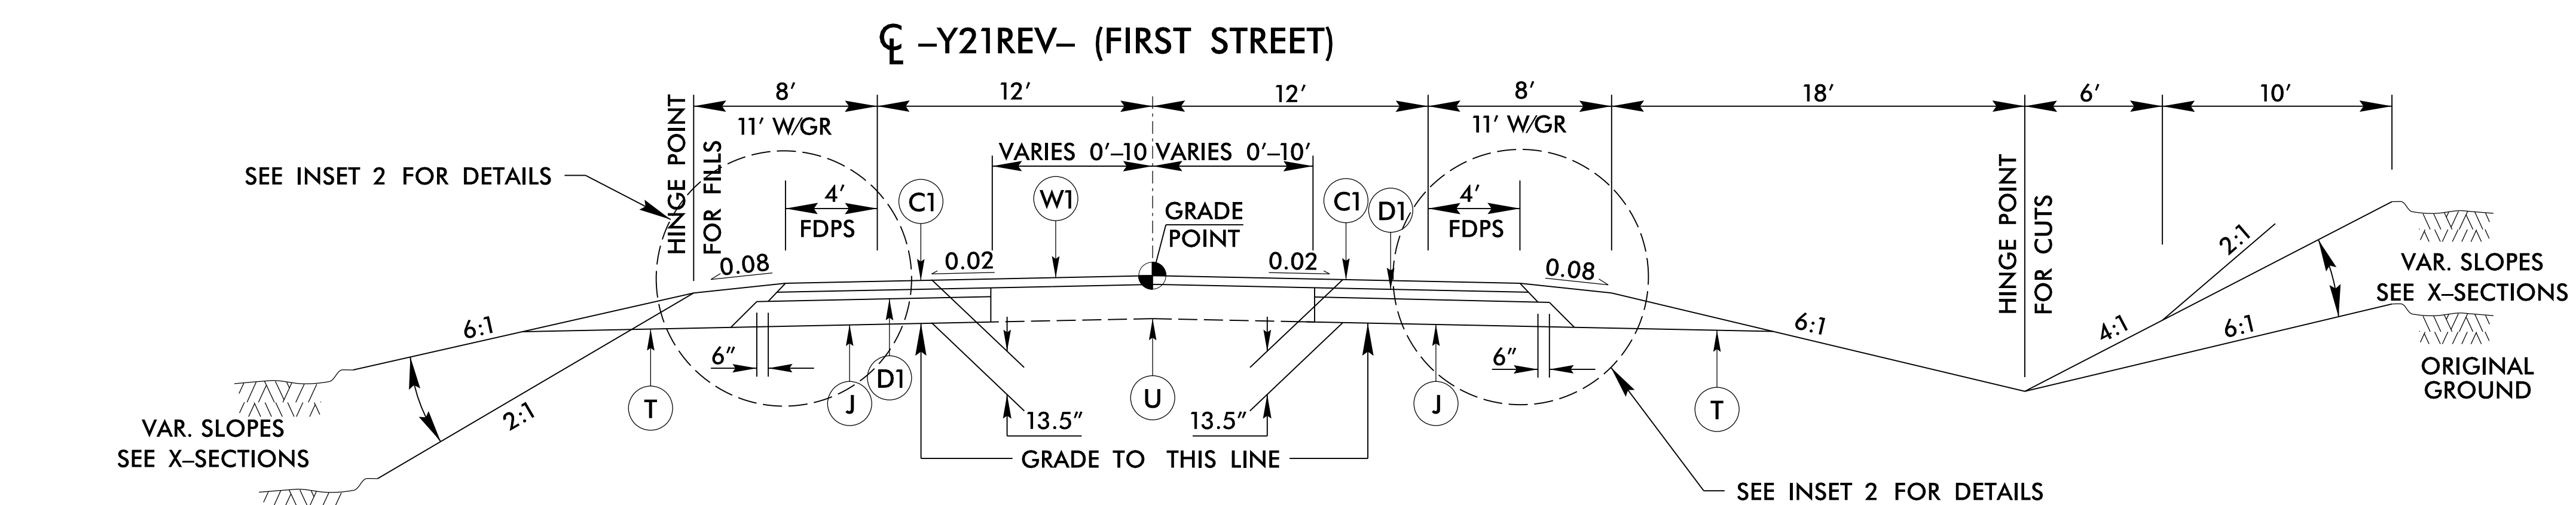 ℄ –Y21REV– (FIRST STREET)
8’
12’
12’
8’
18’
6’
10’
11’ W/GR
11’ W/GR
HINGE POINT
FOR FILLS
VARIES 0’–10
VARIES 0’–10’
SEE INSET 2 FOR DETAILS
4’
FDPS
C1
W1
GRADE
POINT
C1
D1
4’
FDPS
HINGE POINT
FOR CUTS
0.08
0.02
0.02
0.08
2:1
VAR. SLOPES
SEE X–SECTIONS
6:1
6:1
4:1
6:1
6”
D1
6”
ORIGINAL
GROUND
T
J
U
J
T
2:1
13.5”
13.5”
VAR. SLOPES
SEE X–SECTIONS
GRADE TO THIS LINE
SEE INSET 2 FOR DETAILS